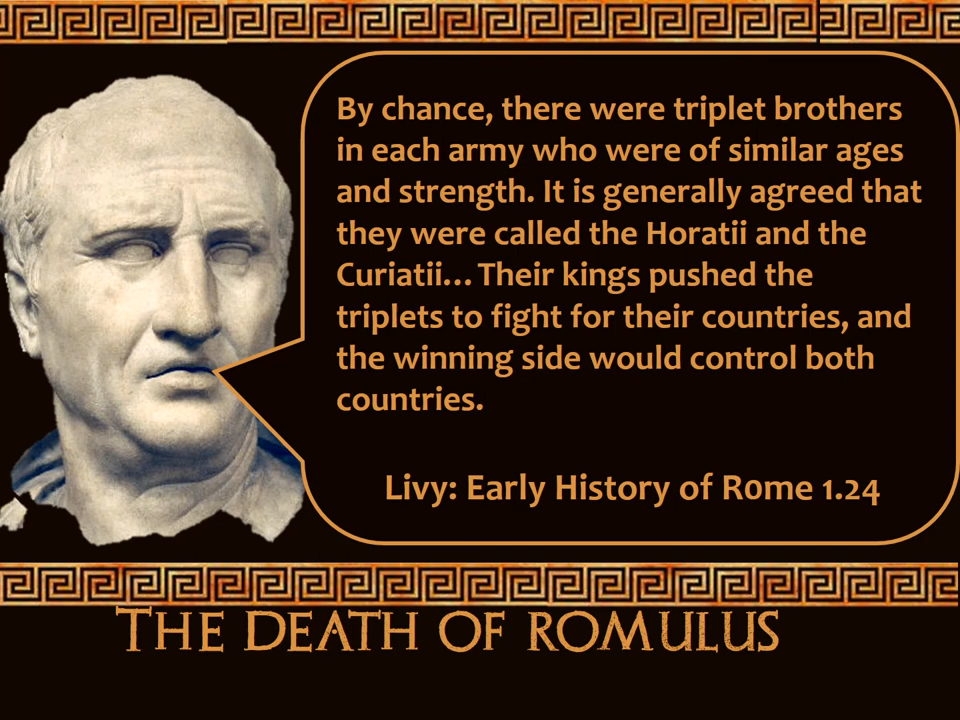 By chance, there were triplet brothers
in each army who were of similar ages
and strength. It is generally agreed that
they were called the Horatii and the
Curiatii…Their kings pushed the
triplets to fight for their countries, and
the winning side would control both
countries.
Livy: Early History of R0me 1.24
The death of romulus